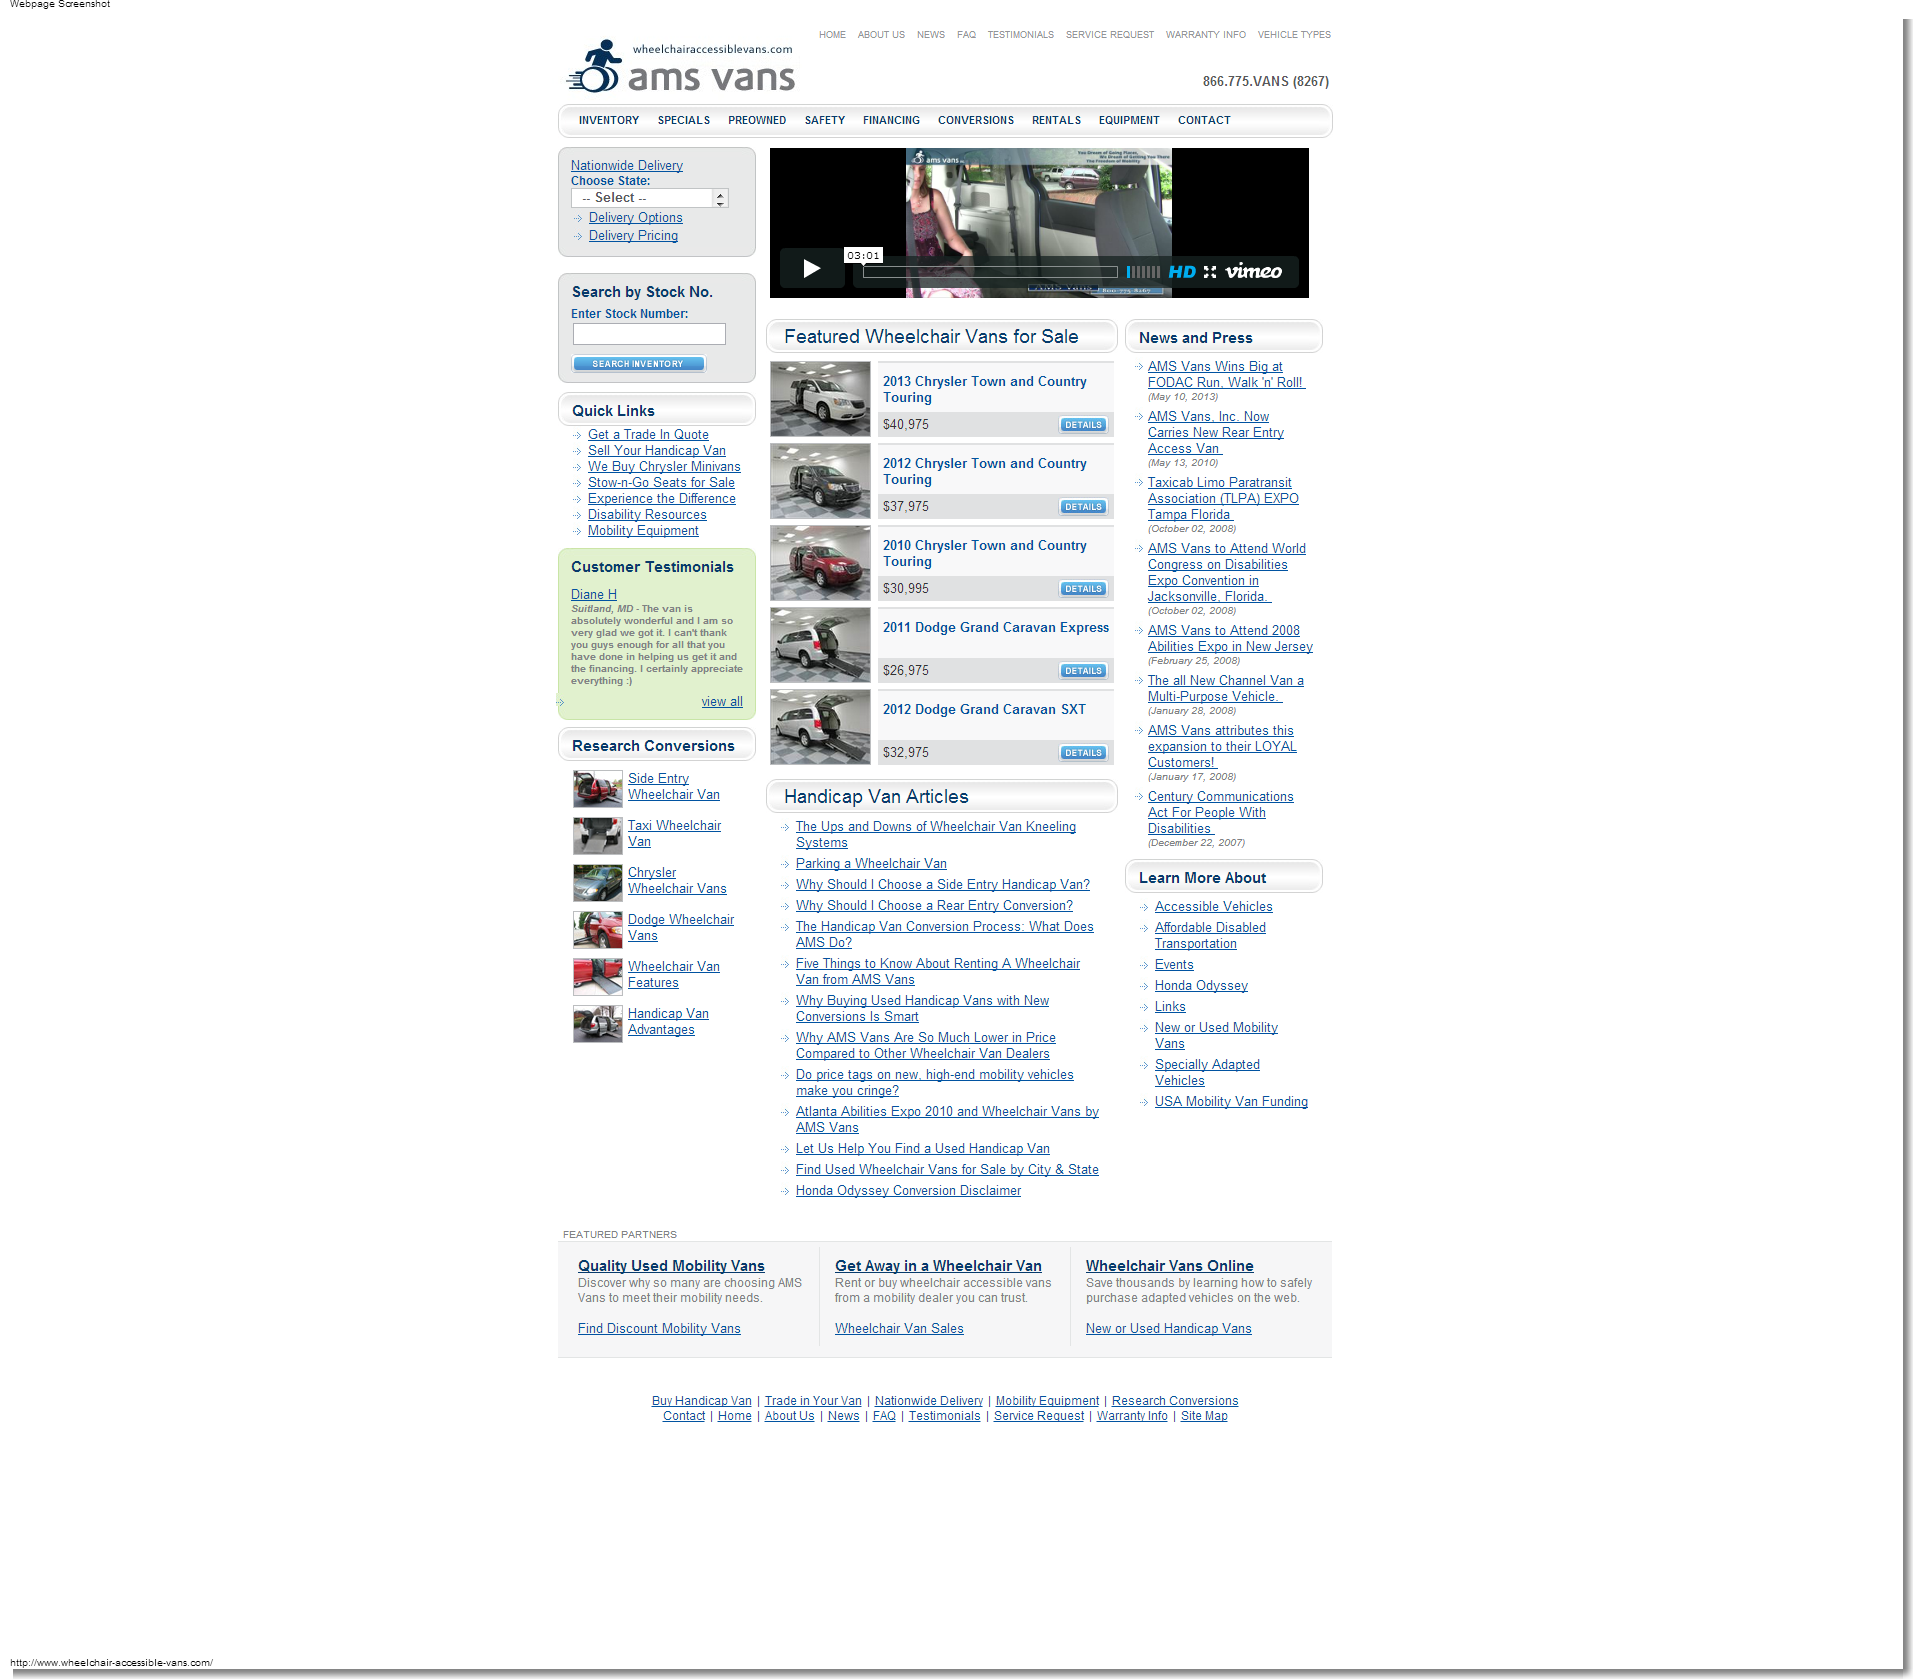 Webpage Screenshot
HOME ABOUT US NEWS FAQ TESTIMONIALS SERVICE REQUEST WARRANTY INFO VEHICLE TYPES
wheelchairaccessiblevans.com
ams vans
866.775.VANS (8267)
INVENTORY SPECIALS PREOWNED SAFETY FINANCING CONVERSIONS RENTALS EQUIPMENT CONTACT
Nationwide Delivery
Choose State:
-- Select --
Delivery Options
Delivery Pricing
Search by Stock No.
Enter Stock Number:
SEARCH INVENTORY
Quick Links
Get a Trade In Quote
Sell Your Handicap Van
We Buy Chrysler Minivans
Stow-n-Go Seats for Sale
Experience the Difference
Disability Resources
Mobility Equipment
Customer Testimonials
Diane H
Suitland, MD - The van is
absolutely wonderful and I am so
very glad we got it. I can't thank
you guys enough for all that you
have done in helping us get it and
the financing. I certainly appreciate
everything :)
view all
Research Conversions
Side Entry
Wheelchair Van
Taxi Wheelchair
Van
Chrysler
Wheelchair Vans
Dodge Wheelchair
Vans
Wheelchair Van
Features
Handicap Van
Advantages
ams vans
You Dream of Going Places,
We Dream of Getting You There
The Freedom of Mobility
03:01
HD
vimeo
AMS Vans
800-775-8267
Featured Wheelchair Vans for Sale
2013 Chrysler Town and Country
Touring
$40,975
DETAILS
2012 Chrysler Town and Country
Touring
$37,975
DETAILS
2010 Chrysler Town and Country
Touring
$30,995
DETAILS
2011 Dodge Grand Caravan Express
$26,975
DETAILS
2012 Dodge Grand Caravan SXT
$32,975
DETAILS
Handicap Van Articles
The Ups and Downs of Wheelchair Van Kneeling
Systems
Parking a Wheelchair Van
Why Should I Choose a Side Entry Handicap Van?
Why Should I Choose a Rear Entry Conversion?
The Handicap Van Conversion Process: What Does
AMS Do?
Five Things to Know About Renting A Wheelchair
Van from AMS Vans
Why Buying Used Handicap Vans with New
Conversions Is Smart
Why AMS Vans Are So Much Lower in Price
Compared to Other Wheelchair Van Dealers
Do price tags on new, high-end mobility vehicles
make you cringe?
Atlanta Abilities Expo 2010 and Wheelchair Vans by
AMS Vans
Let Us Help You Find a Used Handicap Van
Find Used Wheelchair Vans for Sale by City & State
Honda Odyssey Conversion Disclaimer
News and Press
AMS Vans Wins Big at
FODAC Run, Walk 'n' Roll!
(May 10, 2013)
AMS Vans, Inc. Now
Carries New Rear Entry
Access Van
(May 13, 2010)
Taxicab Limo Paratransit
Association (TLPA) EXPO
Tampa Florida
(October 02, 2008)
AMS Vans to Attend World
Congress on Disabilities
Expo Convention in
Jacksonville, Florida.
(October 02, 2008)
AMS Vans to Attend 2008
Abilities Expo in New Jersey
(February 25, 2008)
The all New Channel Van a
Multi-Purpose Vehicle.
(January 28, 2008)
AMS Vans attributes this
expansion to their LOYAL
Customers!
(January 17, 2008)
Century Communications
Act For People With
Disabilities
(December 22, 2007)
Learn More About
Accessible Vehicles
Affordable Disabled
Transportation
Events
Honda Odyssey
Links
New or Used Mobility
Vans
Specially Adapted
Vehicles
USA Mobility Van Funding
FEATURED PARTNERS
Quality Used Mobility Vans
Discover why so many are choosing AMS
Vans to meet their mobility needs.
Find Discount Mobility Vans
Get Away in a Wheelchair Van
Rent or buy wheelchair accessible vans
from a mobility dealer you can trust.
Wheelchair Van Sales
Wheelchair Vans Online
Save thousands by learning how to safely
purchase adapted vehicles on the web.
New or Used Handicap Vans
Buy Handicap Van | Trade in Your Van | Nationwide Delivery | Mobility Equipment | Research Conversions
Contact | Home | About Us | News | FAQ | Testimonials | Service Request | Warranty Info | Site Map
http://www.wheelchair-accessible-vans.com/